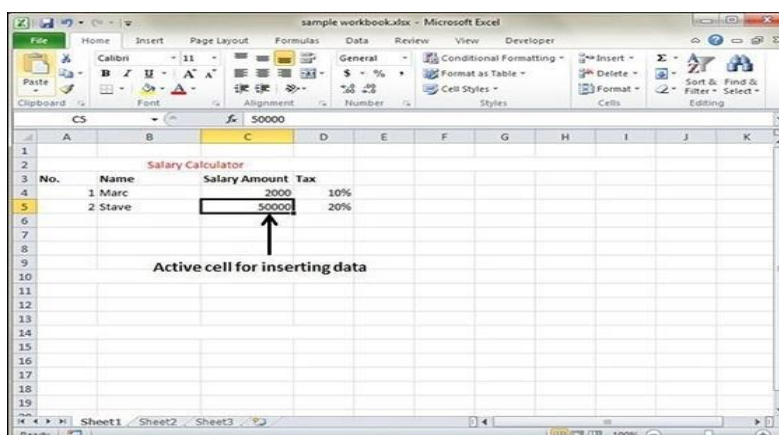 sample workbook.xlsx - Microsoft Excel
File Home Insert Page Layout Formulas Data Review View Developer
Paste
Calibri 11
B I U
General
$ % ,
Conditional Formatting
Format as Table
Cell Styles
Insert
Delete
Format
Sort & Filter
Find & Select
Clipboard Font Alignment Number Styles Cells Editing
C5 fx 50000
A B C D E F G H I J K
1
2 Salary Calculator
3 No. Name Salary Amount Tax
4 1 Marc 2000 10%
5 2 Stave 50000 20%
6
7
8
9
Active cell for inserting data
10
11
12
13
14
15
16
17
18
19
Sheet1 Sheet2 Sheet3
100%